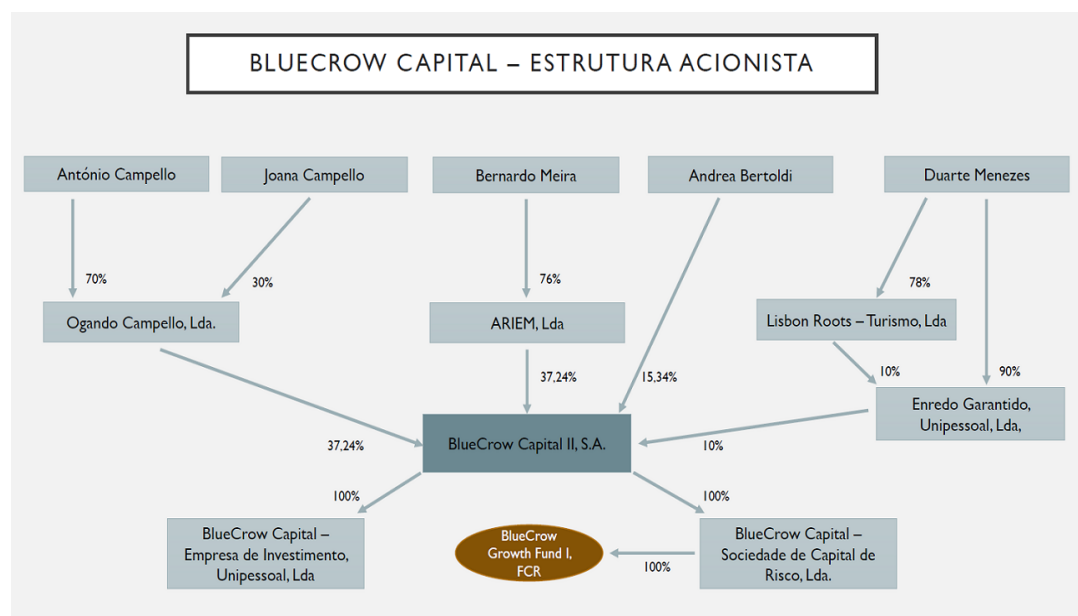 BLUECROW CAPITAL – ESTRUTURA ACIONISTA
António Campello
Joana Campello
Bernardo Meira
Andrea Bertoldi
Duarte Menezes
70%
30%
76%
78%
Ogando Campello, Lda.
ARIEM, Lda
Lisbon Roots – Turismo, Lda
37,24%
15,34%
10%
90%
Enredo Garantido,
Unipessoal, Lda,
37,24%
BlueCrow Capital II, S.A.
10%
100%
100%
BlueCrow Capital –
Empresa de Investimento,
Unipessoal, Lda
BlueCrow
Growth Fund I,
FCR
100%
BlueCrow Capital –
Sociedade de Capital de
Risco, Lda.